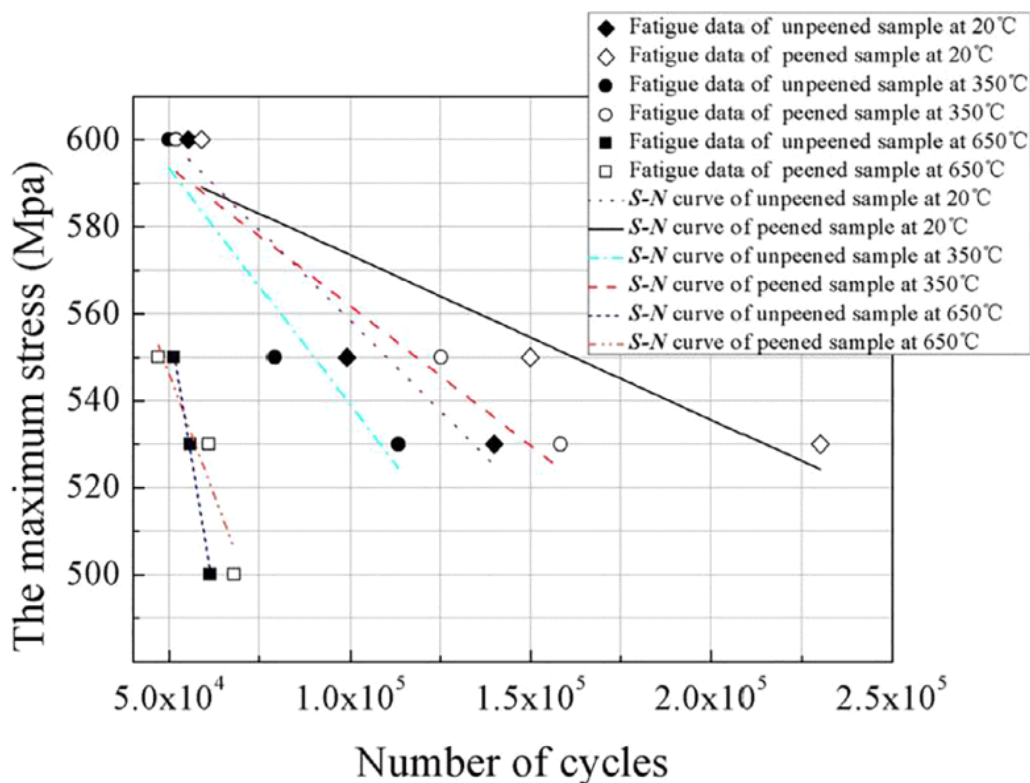 Fatigue data of unpeened sample at 20℃
Fatigue data of peened sample at 20℃
Fatigue data of unpeened sample at 350℃
Fatigue data of peened sample at 350℃
Fatigue data of unpeened sample at 650℃
Fatigue data of peened sample at 650℃
S-N curve of unpeened sample at 20℃
S-N curve of peened sample at 20℃
S-N curve of unpeened sample at 350℃
S-N curve of peened sample at 350℃
S-N curve of unpeened sample at 650℃
S-N curve of peened sample at 650℃
The maximum stress (Mpa)
600
580
560
540
520
500
5.0x10⁴ 1.0x10⁵ 1.5x10⁵ 2.0x10⁵ 2.5x10⁵
Number of cycles